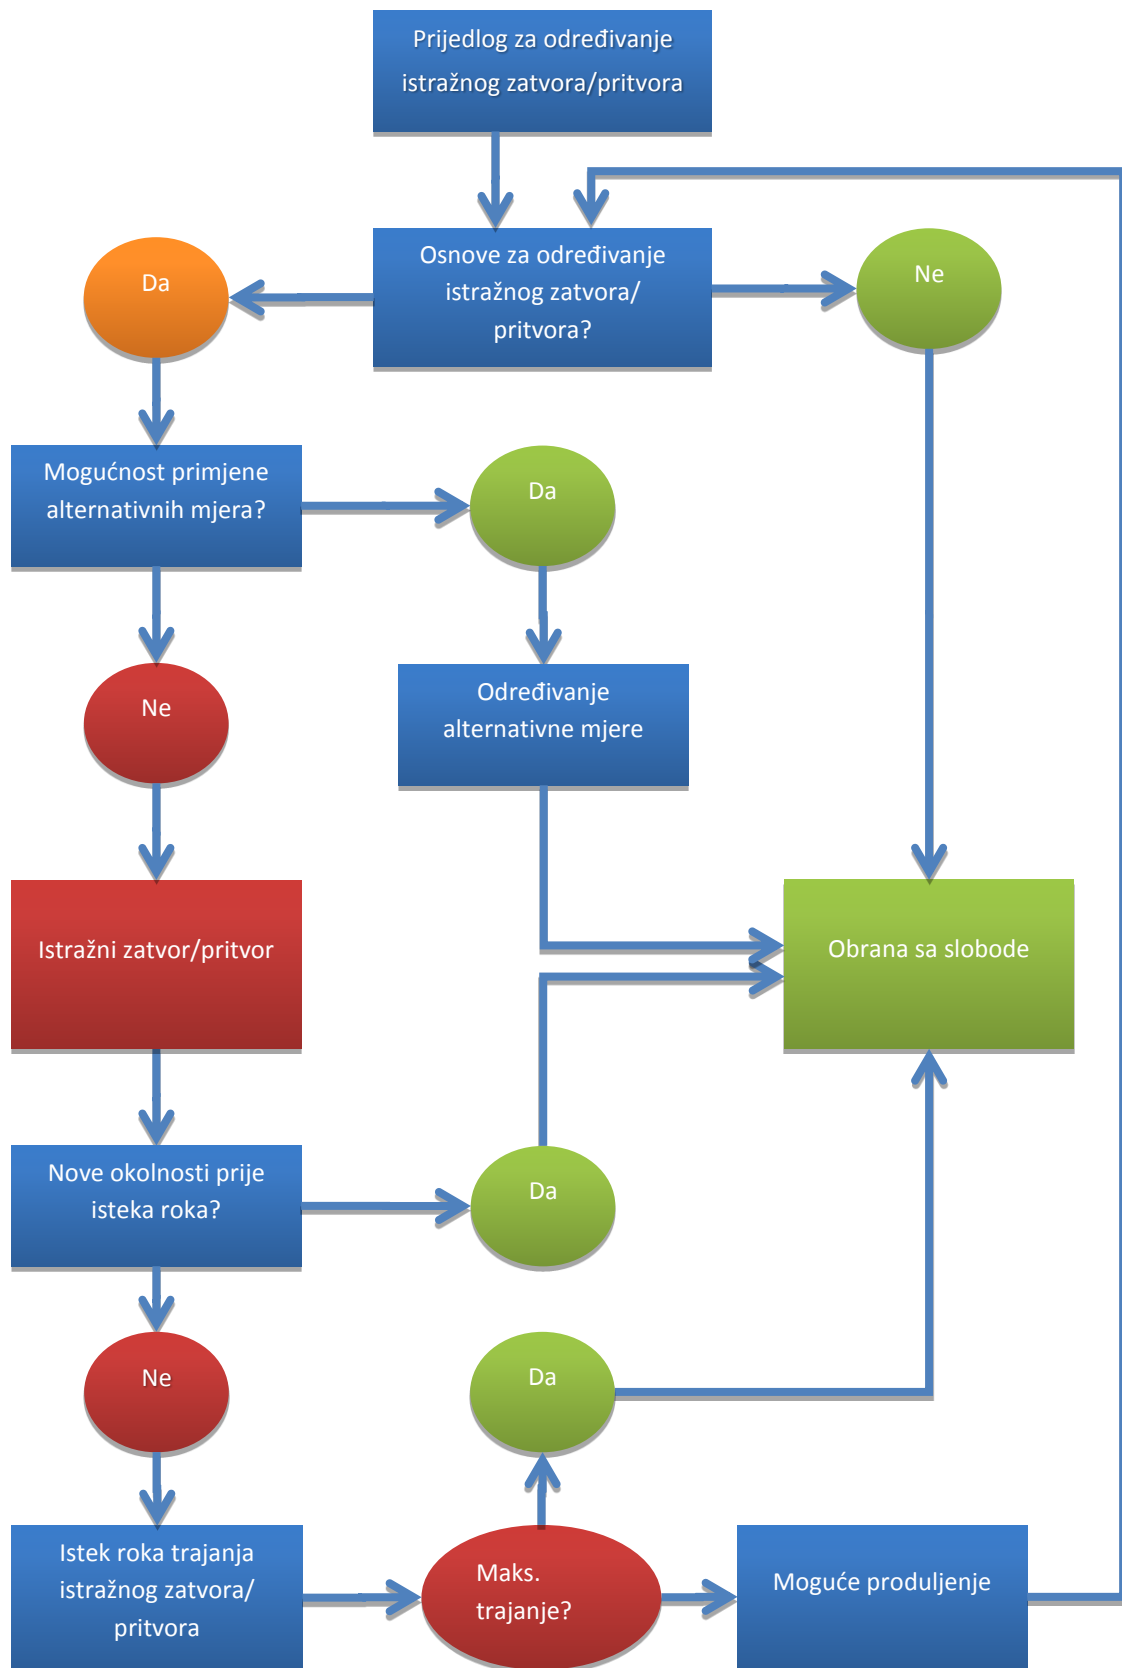 Prijedlog za određivanje
istražnog zatvora/pritvora
Da
Osnove za određivanje
istražnog zatvora/
pritvora?
Ne
Mogućnost primjene
alternativnih mjera?
Da
Ne
Određivanje
alternativne mjere
Istražni zatvor/pritvor
Obrana sa slobode
Nove okolnosti prije
isteka roka?
Da
Ne
Da
Istek roka trajanja
istražnog zatvora/
pritvora
Maks.
trajanje?
Moguće produljenje